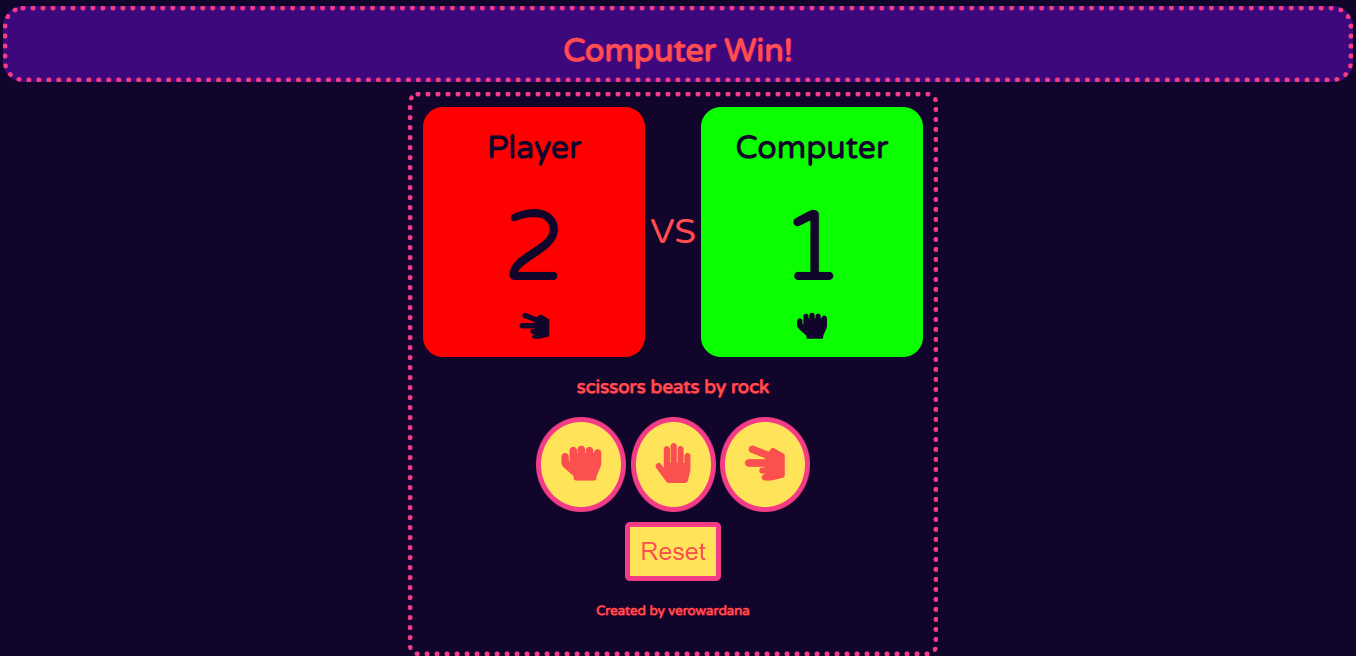 Computer Win!
Player
Computer
2
VS
1
scissors beats by rock
Reset
Created by verowardana